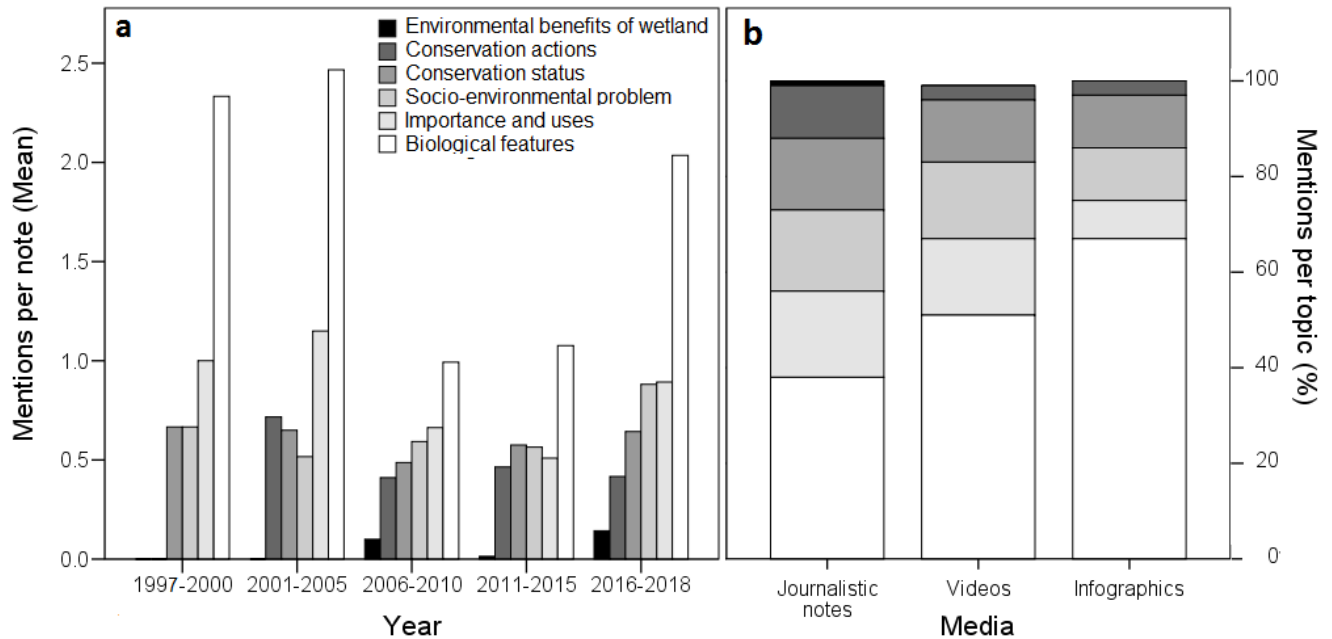 a
Environmental benefits of wetland
Conservation actions
Conservation status
Socio-environmental problem
Importance and uses
Biological features
Mentions per note (Mean)
2.5
2.0
1.5
1.0
0.5
0.0
1997-2000 2001-2005 2006-2010 2011-2015 2016-2018
Year
b
100
80
60
40
20
0
Mentions per topic (%)
Journalistic
notes
Videos
Infographics
Media